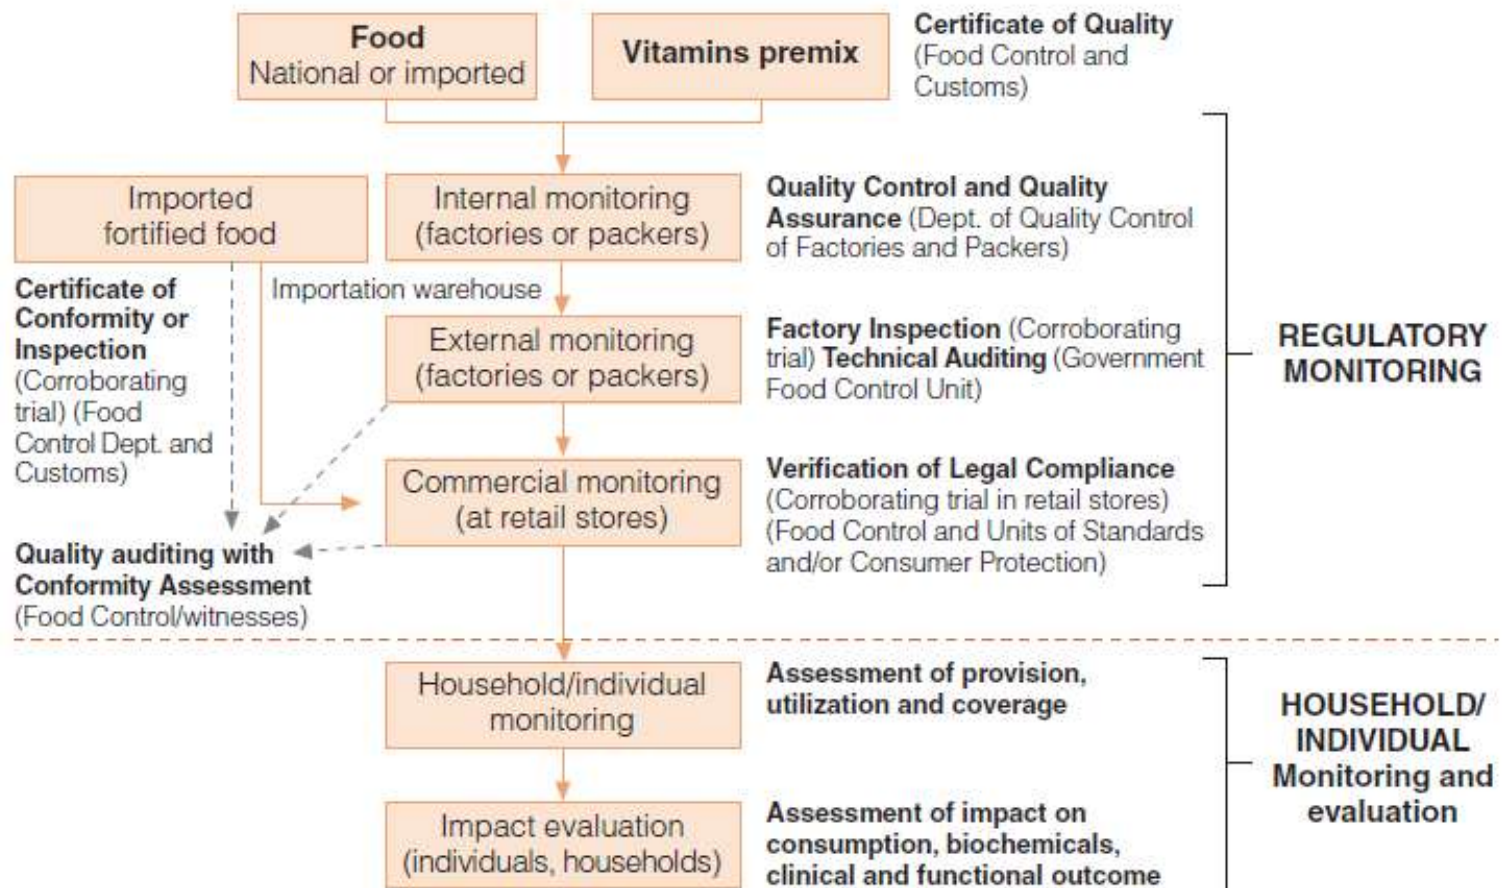 Food
National or imported
Vitamins premix
Certificate of Quality
(Food Control and
Customs)
Imported
fortified food
Internal monitoring
(factories or packers)
Quality Control and Quality
Assurance (Dept. of Quality Control
of Factories and Packers)
Certificate of
Conformity or
Inspection
(Corroborating
trial) (Food
Control Dept. and
Customs)
Importation warehouse
External monitoring
(factories or packers)
Factory Inspection (Corroborating
trial) Technical Auditing (Government
Food Control Unit)
REGULATORY
MONITORING
Commercial monitoring
(at retail stores)
Verification of Legal Compliance
(Corroborating trial in retail stores)
(Food Control and Units of Standards
and/or Consumer Protection)
Quality auditing with
Conformity Assessment
(Food Control/witnesses)
Household/individual
monitoring
Assessment of provision,
utilization and coverage
HOUSEHOLD/
INDIVIDUAL
Monitoring and
evaluation
Impact evaluation
(individuals, households)
Assessment of impact on
consumption, biochemicals,
clinical and functional outcome